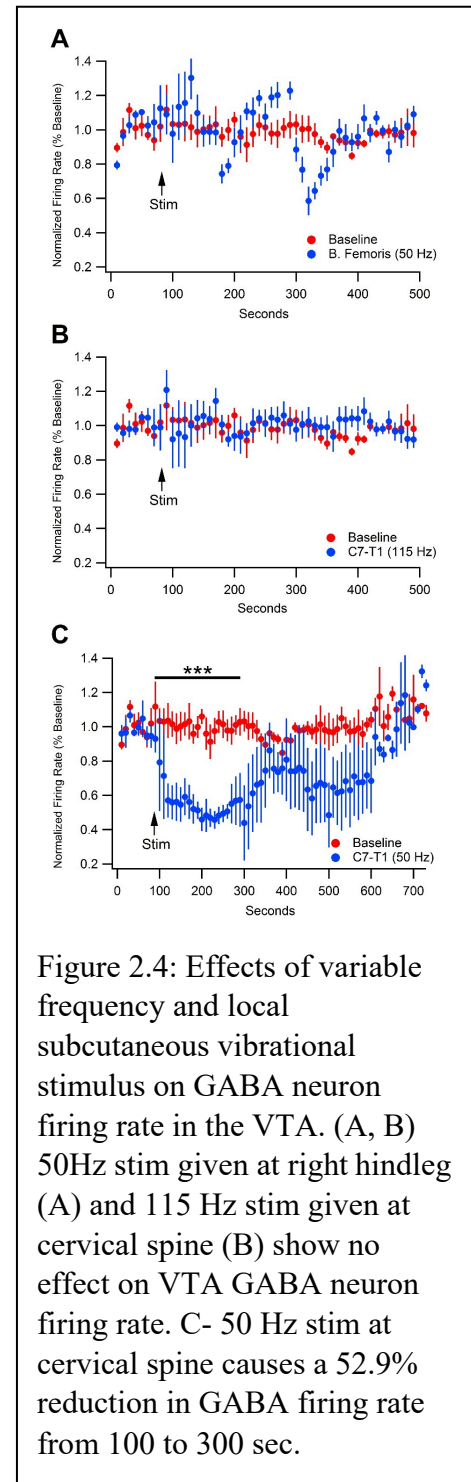 A
Normalized Firing Rate (% Baseline)
1.4
1.2
1.0
0.8
0.6
0.4
0.2
Stim
Baseline
B. Femoris (50 Hz)
0 100 200 300 400 500
Seconds
B
Normalized Firing Rate (% Baseline)
1.4
1.2
1.0
0.8
0.6
0.4
0.2
Stim
Baseline
C7-T1 (115 Hz)
0 100 200 300 400 500
Seconds
C
Normalized Firing Rate (% Baseline)
1.4
1.2
1.0
0.8
0.6
0.4
0.2
***
Stim
Baseline
C7-T1 (50 Hz)
0 100 200 300 400 500 600 700
Seconds
Figure 2.4: Effects of variable
frequency and local
subcutaneous vibrational
stimulus on GABA neuron
firing rate in the VTA. (A, B)
50Hz stim given at right hindleg
(A) and 115 Hz stim given at
cervical spine (B) show no
effect on VTA GABA neuron
firing rate. C- 50 Hz stim at
cervical spine causes a 52.9%
reduction in GABA firing rate
from 100 to 300 sec.